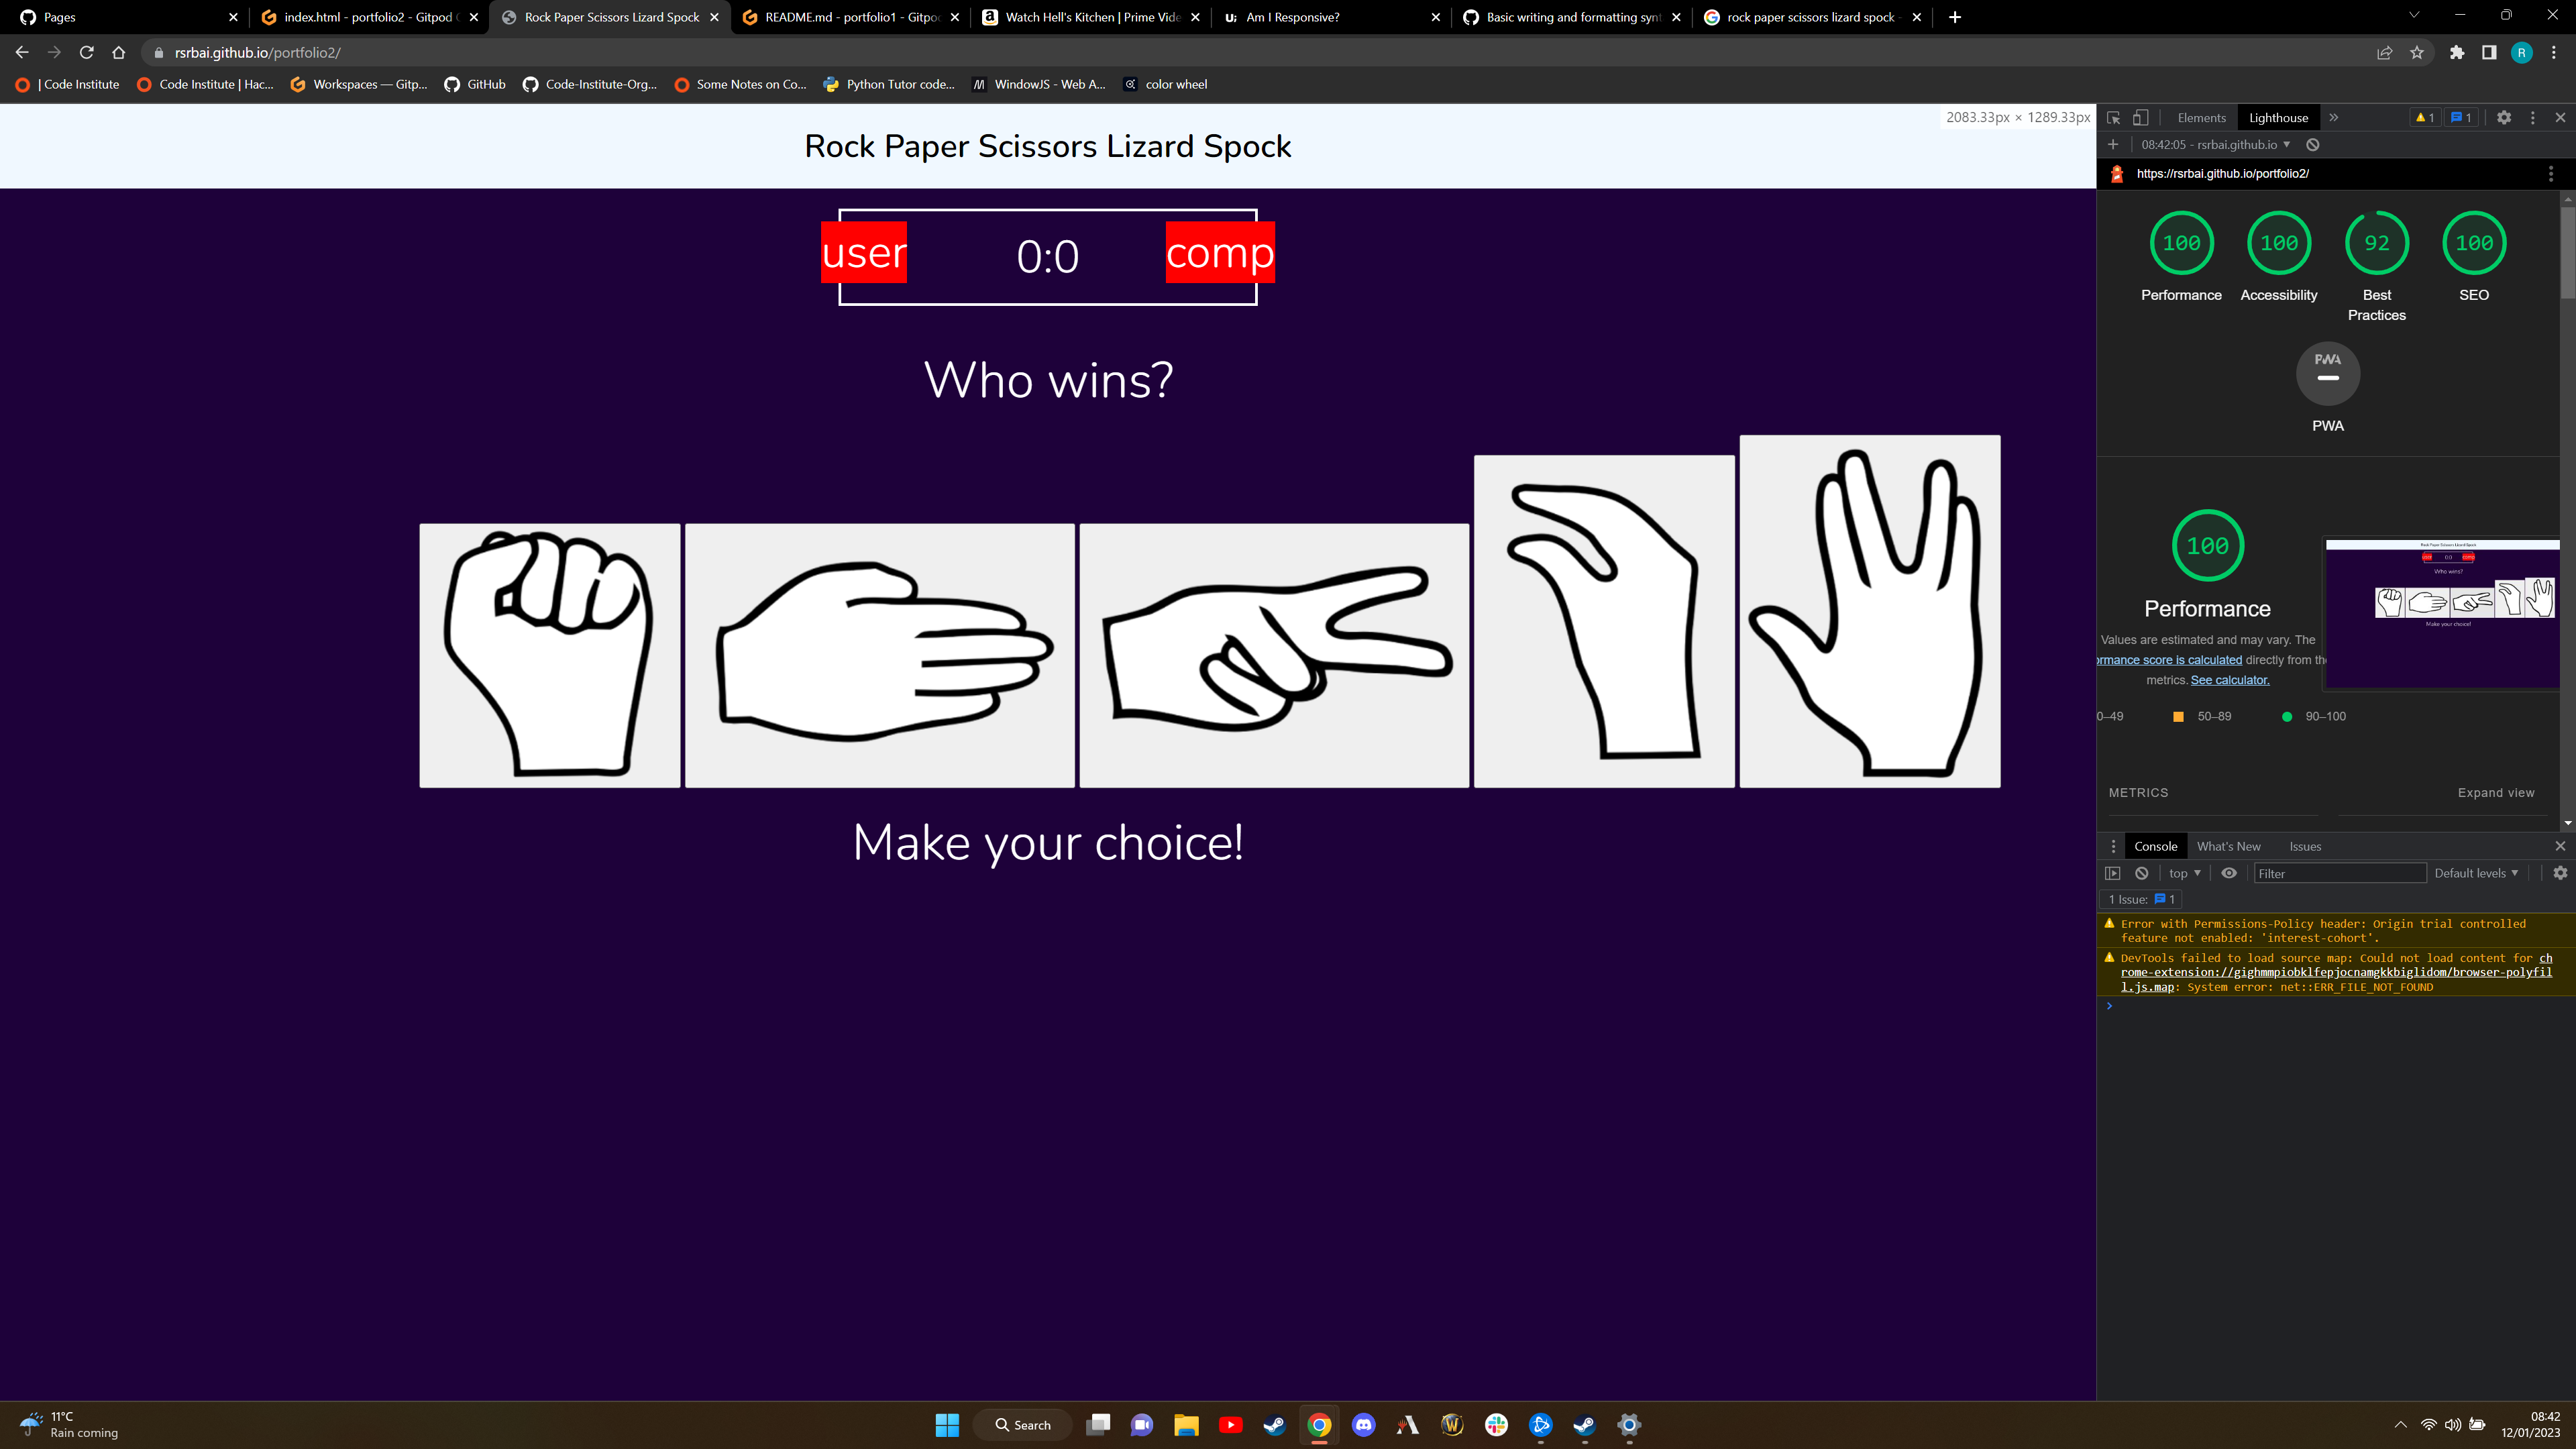 Pages
index.html - portfolio2 - Gitpod
Rock Paper Scissors Lizard Spock
README.md - portfolio1 - Gitpod
Watch Hell's Kitchen | Prime Vide
Am I Responsive?
Basic writing and formatting synt
rock paper scissors lizard spock -
rsrbai.github.io/portfolio2/
R
| Code Institute
Code Institute | Hac...
Workspaces — Gitp...
GitHub
Code-Institute-Org...
Some Notes on Co...
Python Tutor code...
WindowJS - Web A...
color wheel
Rock Paper Scissors Lizard Spock
2083.33px × 1289.33px
user
0:0
comp
Who wins?
Make your choice!
Elements
Lighthouse
1
1
08:42:05 - rsrbai.github.io
https://rsrbai.github.io/portfolio2/
100
100
92
100
Performance
Accessibility
Best
Practices
SEO
PWA
PWA
100
Performance
Values are estimated and may vary. The
ormance score is calculated directly from the
metrics. See calculator.
0–49
50–89
90–100
METRICS
Expand view
Console
What's New
Issues
top
Filter
Default levels
1 Issue:
1
Error with Permissions-Policy header: Origin trial controlled
feature not enabled: 'interest-cohort'.
DevTools failed to load source map: Could not load content for ch
rome-extension://gighmmpiobklfepjocnamgkkbiglidom/browser-polyfil
l.js.map: System error: net::ERR_FILE_NOT_FOUND
11°C
Rain coming
Search
08:42
12/01/2023